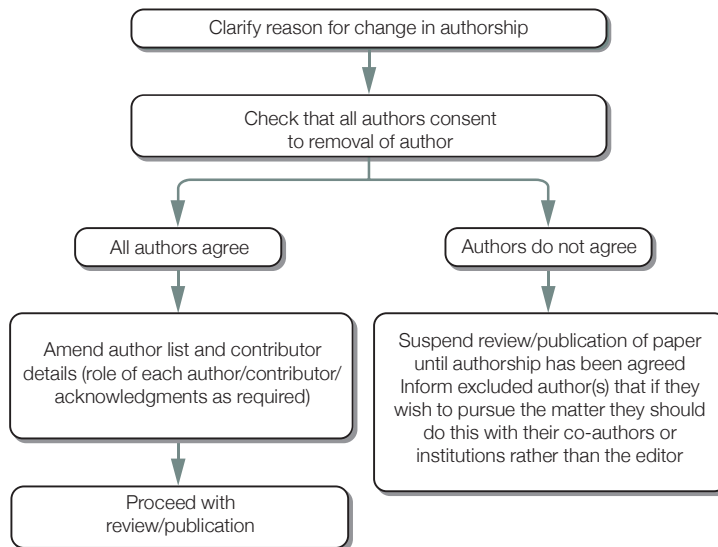 Clarify reason for change in authorship
Check that all authors consent
to removal of author
All authors agree
Authors do not agree
Amend author list and contributor
details (role of each author/contributor/
acknowledgments as required)
Suspend review/publication of paper
until authorship has been agreed
Inform excluded author(s) that if they
wish to pursue the matter they should
do this with their co-authors or
institutions rather than the editor
Proceed with
review/publication